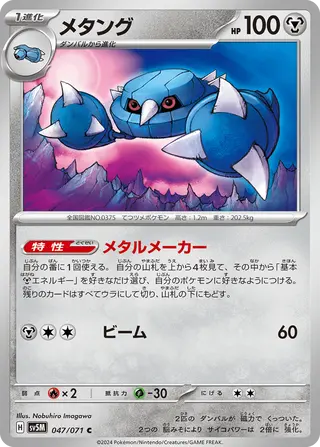 1進化
メタング
HP 100
ダンバルから進化
全国図鑑NO.0375 てつツメポケモン 高さ:1.2m 重さ:202.5kg
特性 メタルメーカー
自分の番に1回使える。自分の山札を上から4枚見て、その中から「基本
エネルギー」を好きなだけ選び、自分のポケモンに好きなようにつける。
残りのカードはすべてウラにして切り、山札の下にもどす。
ビーム 60
弱点 ×2 抵抗力 -30 にげる
Illus. Nobuhiro Imagawa
H SV5M 047/071 C
2匹の ダンバルが 磁力で くっついた 姿。
2つの 脳みそにより サイコパワーは 2倍に 強まった。
©2024 Pokémon/Nintendo/Creatures/GAME FREAK.